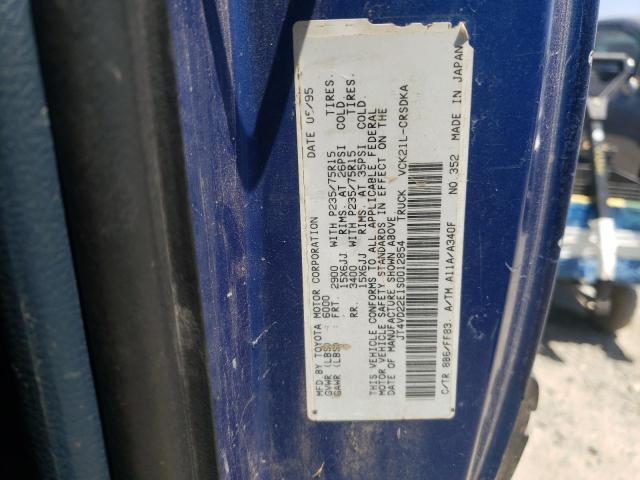 MFD BY TOYOTA MOTOR CORPORATION DATE 05/95
GVWR (LBS) 6000
GAWR (LBS) FRT. 2900 WITH P235/75R15 TIRES.
15X6JJ RIMS. AT 26PSI COLD.
RR. 3400 WITH P235/75R15 TIRES.
15X6JJ RIMS. AT 35PSI COLD.
THIS VEHICLE CONFORMS TO ALL APPLICABLE FEDERAL
MOTOR VEHICLE SAFETY STANDARDS IN EFFECT ON THE
DATE OF MANUFACTURE SHOWN ABOVE.
JT4VD22E1S0012854 TRUCK VCK21L-CRSDKA
C/TR 886/FF83. A/TM A11A/A340F NO 352 MADE IN JAPAN